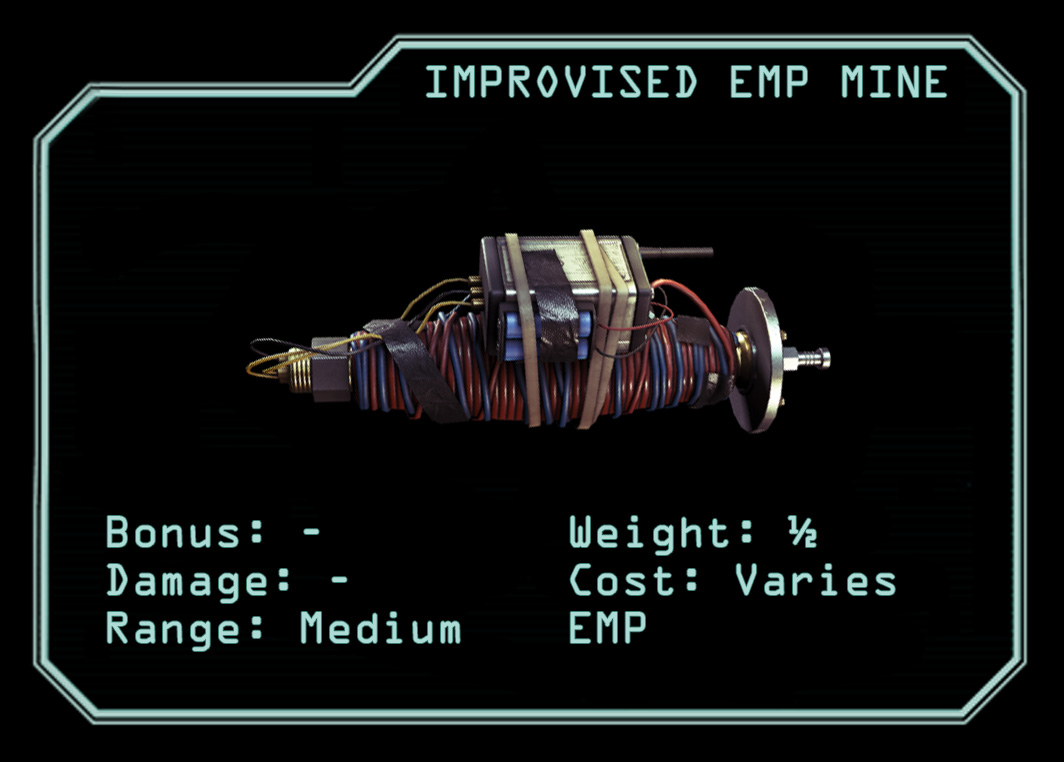 IMPROVISED EMP MINE
Bonus: -
Damage: -
Range: Medium
Weight: ½
Cost: Varies
EMP